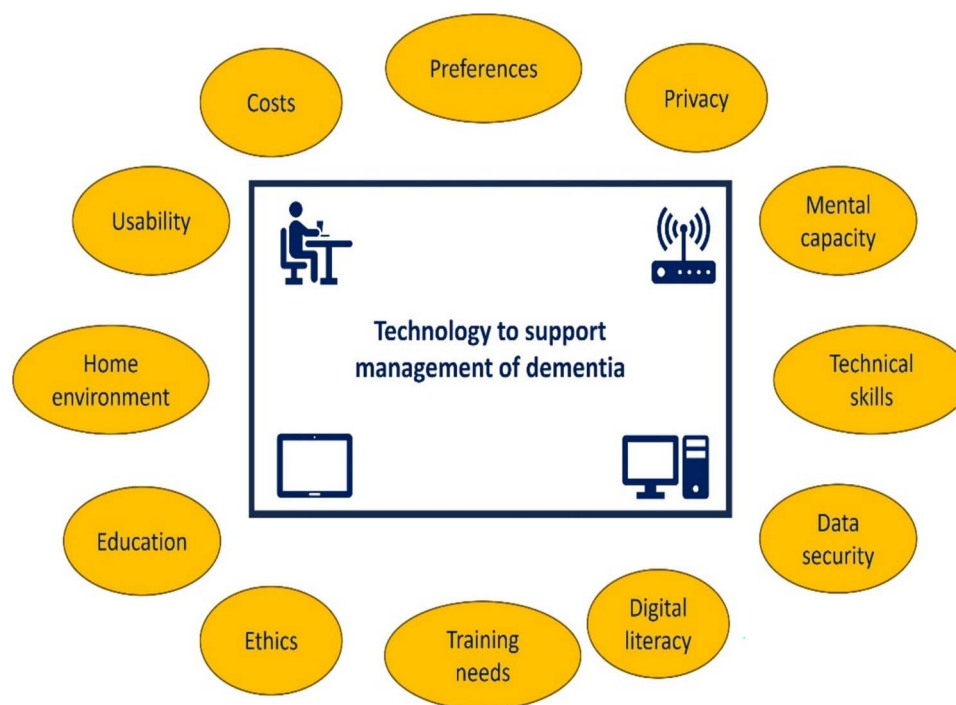 Preferences
Costs
Privacy
Usability
Mental
capacity
Technology to support
management of dementia
Home
environment
Technical
skills
Education
Data
security
Ethics
Training
needs
Digital
literacy